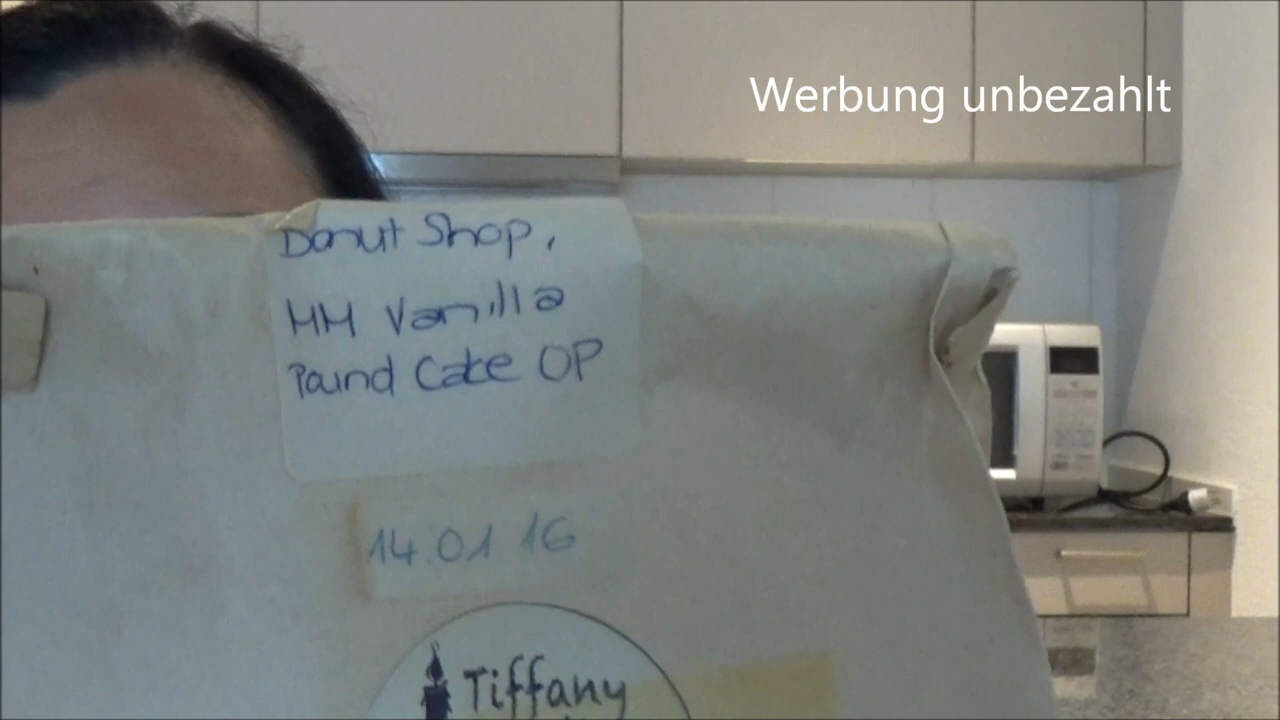 Werbung unbezahlt
Donut Shop,
MM Vanilla
Pound Cake OP
14.01 16
Tiffany